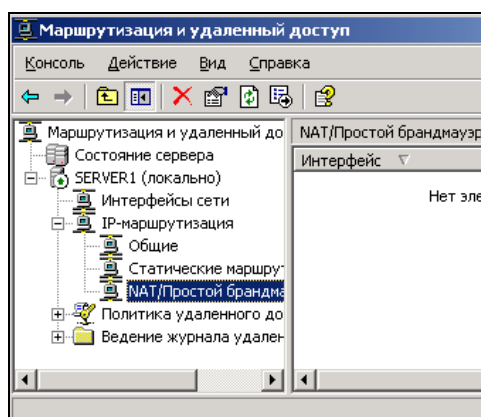 Маршрутизация и удаленный доступ
Консоль Действие Вид Справка
Маршрутизация и удаленный до
NAT/Простой брандмауэр
Состояние сервера
Интерфейс
SERVER1 (локально)
Нет эле
Интерфейсы сети
IP-маршрутизация
Общие
Статические маршрут
NAT/Простой брандма
Политика удаленного до
Ведение журнала удален